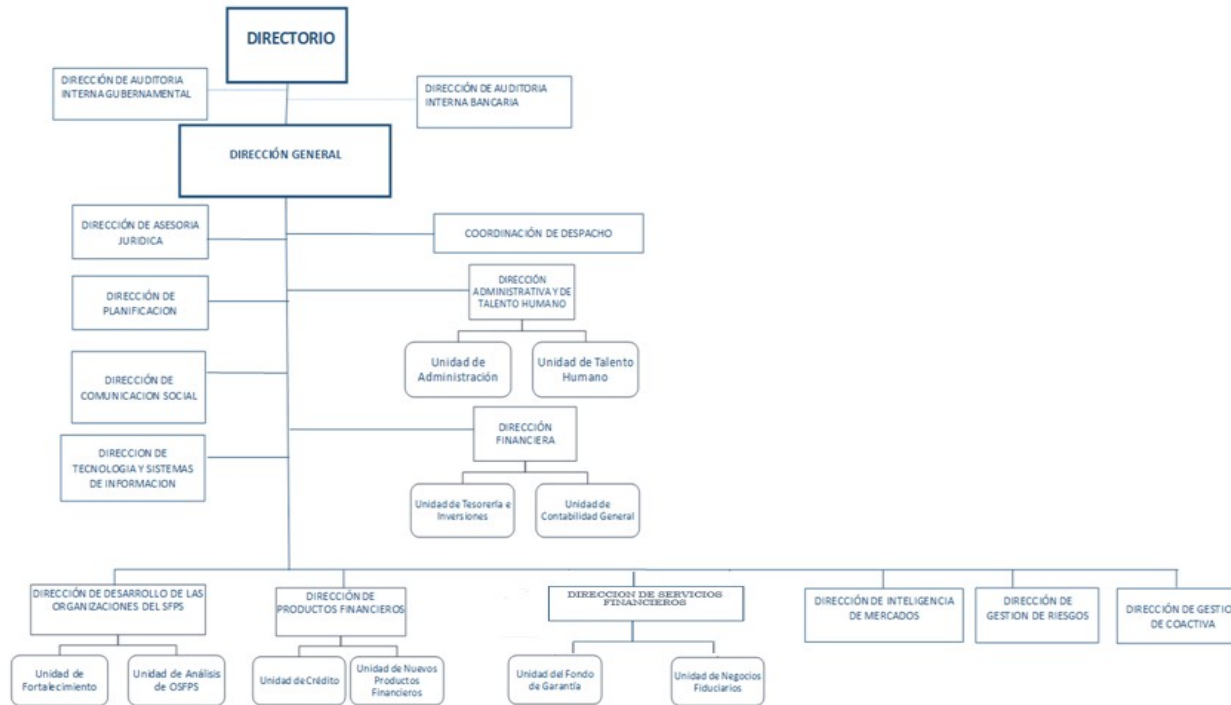 DIRECTORIO
DIRECCIÓN DE AUDITORIA
INTERNA GUBERNAMENTAL
DIRECCIÓN DE AUDITORIA
INTERNA BANCARIA
DIRECCIÓN GENERAL
DIRECCIÓN DE ASESORIA
JURIDICA
COORDINACIÓN DE DESPACHO
DIRECCIÓN
ADMINISTRATIVA Y DE
TALENTO HUMANO
DIRECCIÓN DE
PLANIFICACION
Unidad de
Administración
Unidad de Talento
Humano
DIRECCIÓN DE
COMUNICACION SOCIAL
DIRECCIÓN
FINANCIERA
DIRECCION DE
TECNOLOGIA Y SISTEMAS
DE INFORMACION
Unidad de Tesorería e
Inversiones
Unidad de
Contabilidad General
DIRECCIÓN DE DESARROLLO DE LAS
ORGANIZACIONES DEL SFPS
DIRECCIÓN DE
PRODUCTOS FINANCIEROS
DIRECCION DE SERVICIOS
FINANCIEROS
DIRECCIÓN DE INTELIGENCIA
DE MERCADOS
DIRECCIÓN DE
GESTION DE RIESGOS
DIRECCIÓN DE GESTIO
DE COACTIVA
Unidad de
Fortalecimiento
Unidad de Análisis
de OSFPS
Unidad de Crédito
Unidad de Nuevos
Productos
Financieros
Unidad del Fondo
de Garantía
Unidad de Negocios
Fiduciarios